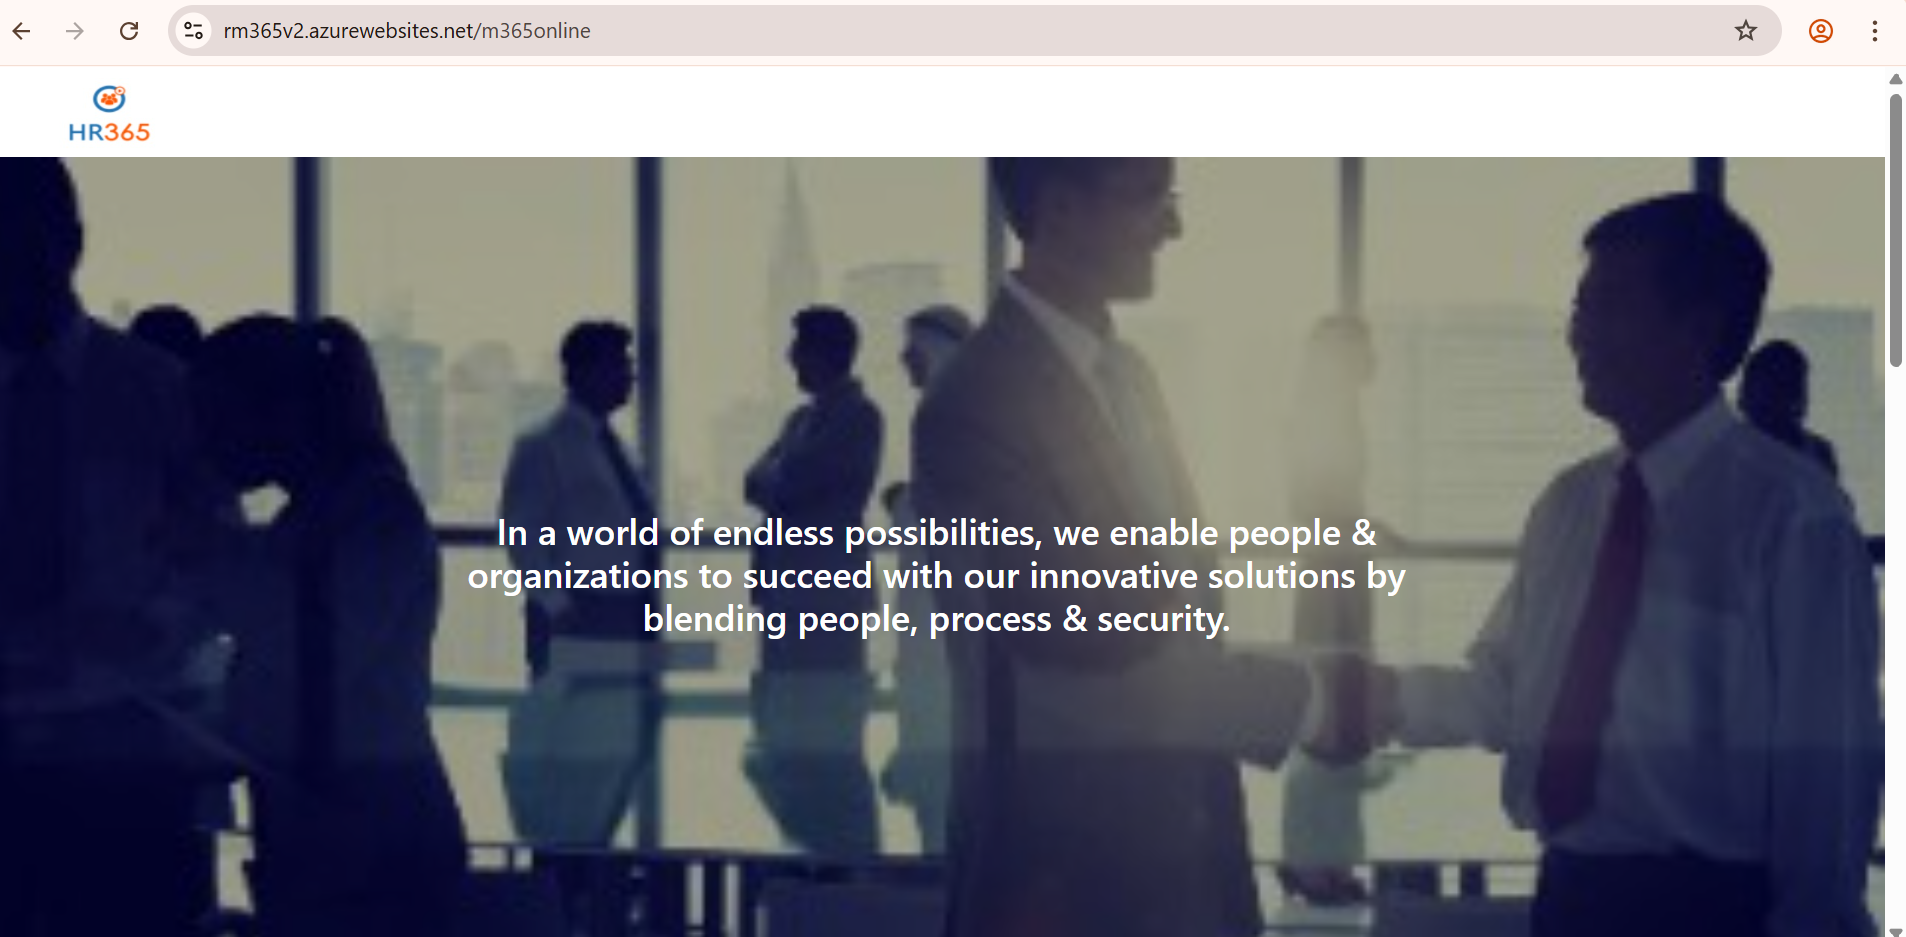 rm365v2.azurewebsites.net/m365online
HR365
In a world of endless possibilities, we enable people &
organizations to succeed with our innovative solutions by
blending people, process & security.